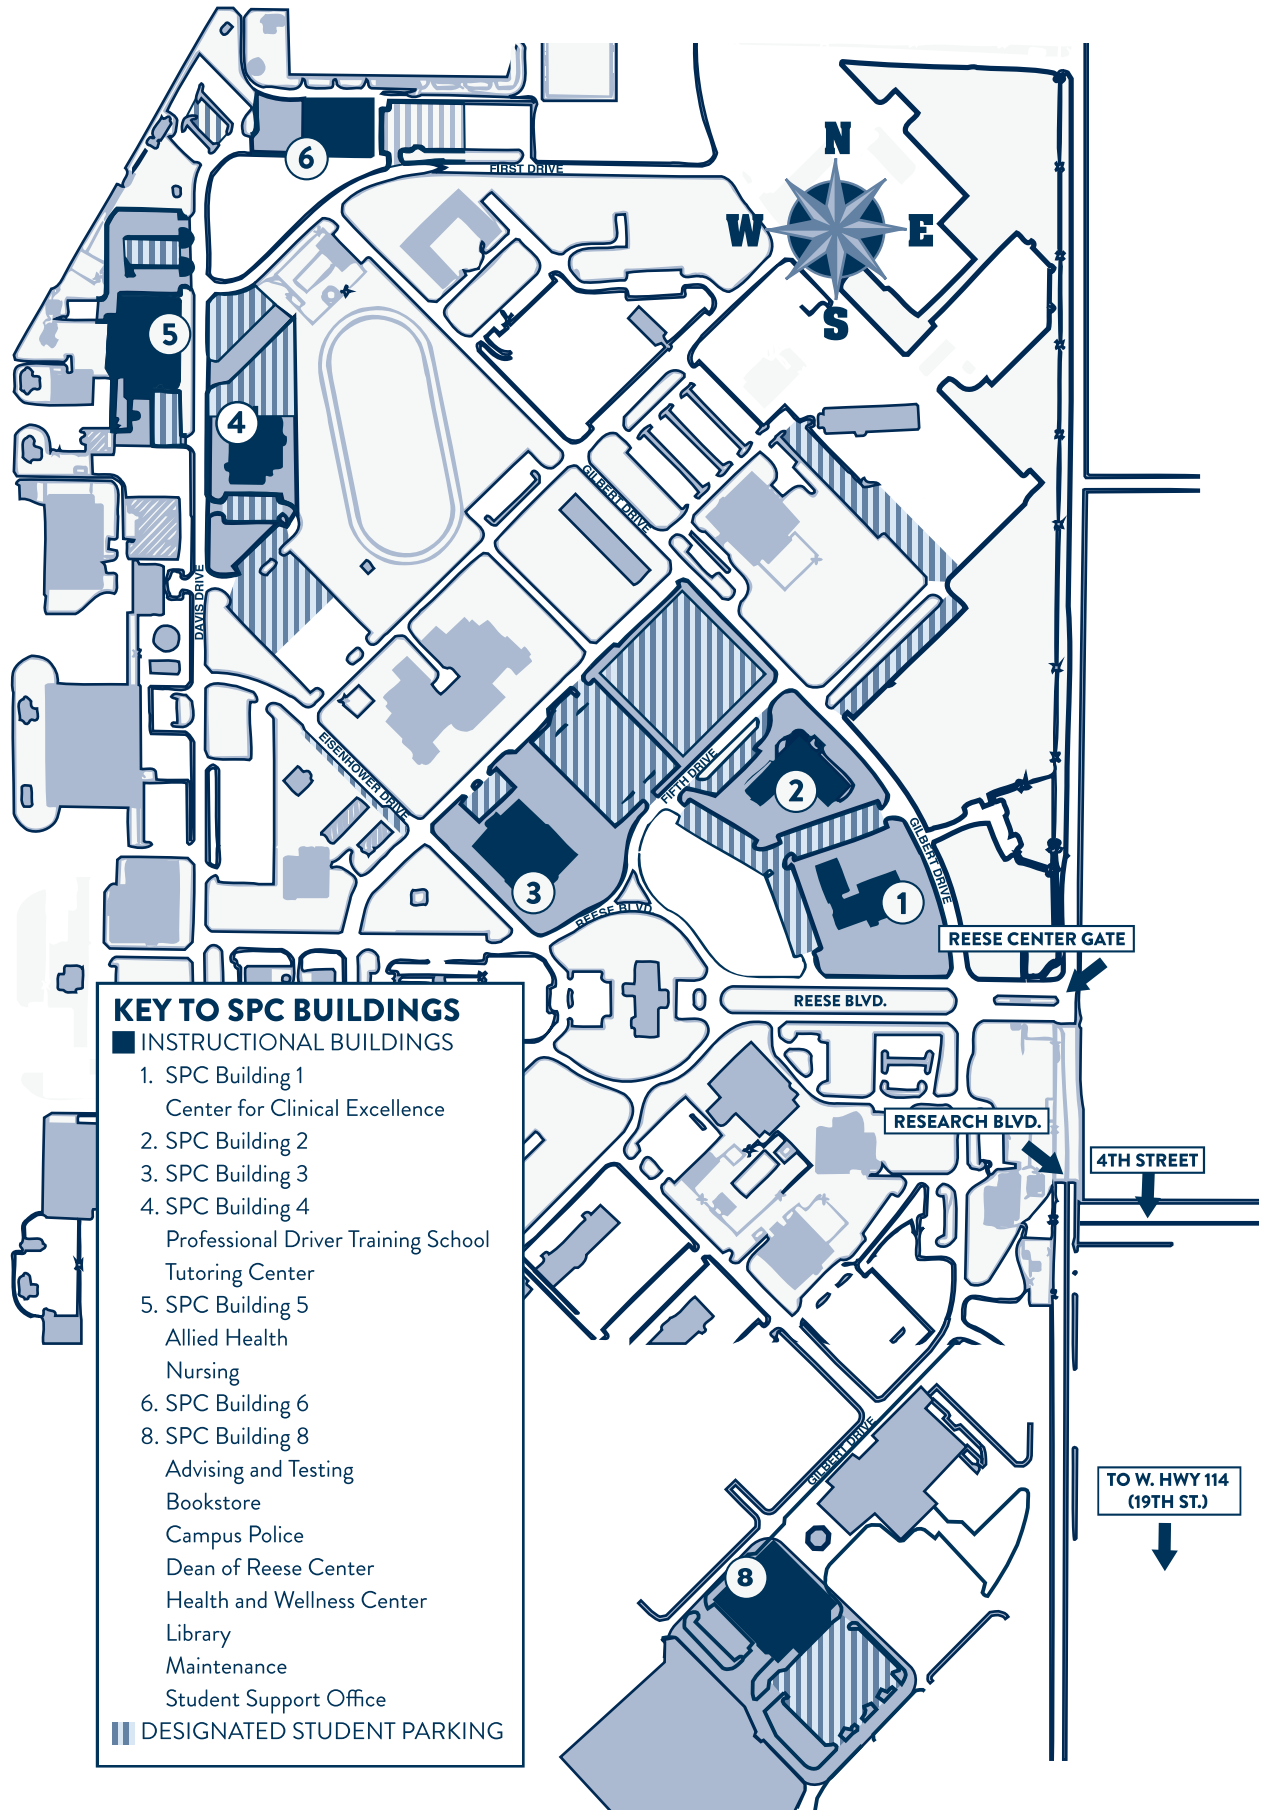 6
FIRST DRIVE
N
W
E
S
5
4
GILBERT DRIVE
DAVIS DRIVE
EISENHOWER DRIVE
FIFTH DRIVE
2
GILBERT DRIVE
3
1
REESE BLVD.
REESE CENTER GATE
REESE BLVD.
RESEARCH BLVD.
4TH STREET
TO W. HWY 114
(19TH ST.)
GILBERT DRIVE
8
KEY TO SPC BUILDINGS
INSTRUCTIONAL BUILDINGS
1. SPC Building 1
Center for Clinical Excellence
2. SPC Building 2
3. SPC Building 3
4. SPC Building 4
Professional Driver Training School
Tutoring Center
5. SPC Building 5
Allied Health
Nursing
6. SPC Building 6
8. SPC Building 8
Advising and Testing
Bookstore
Campus Police
Dean of Reese Center
Health and Wellness Center
Library
Maintenance
Student Support Office
DESIGNATED STUDENT PARKING